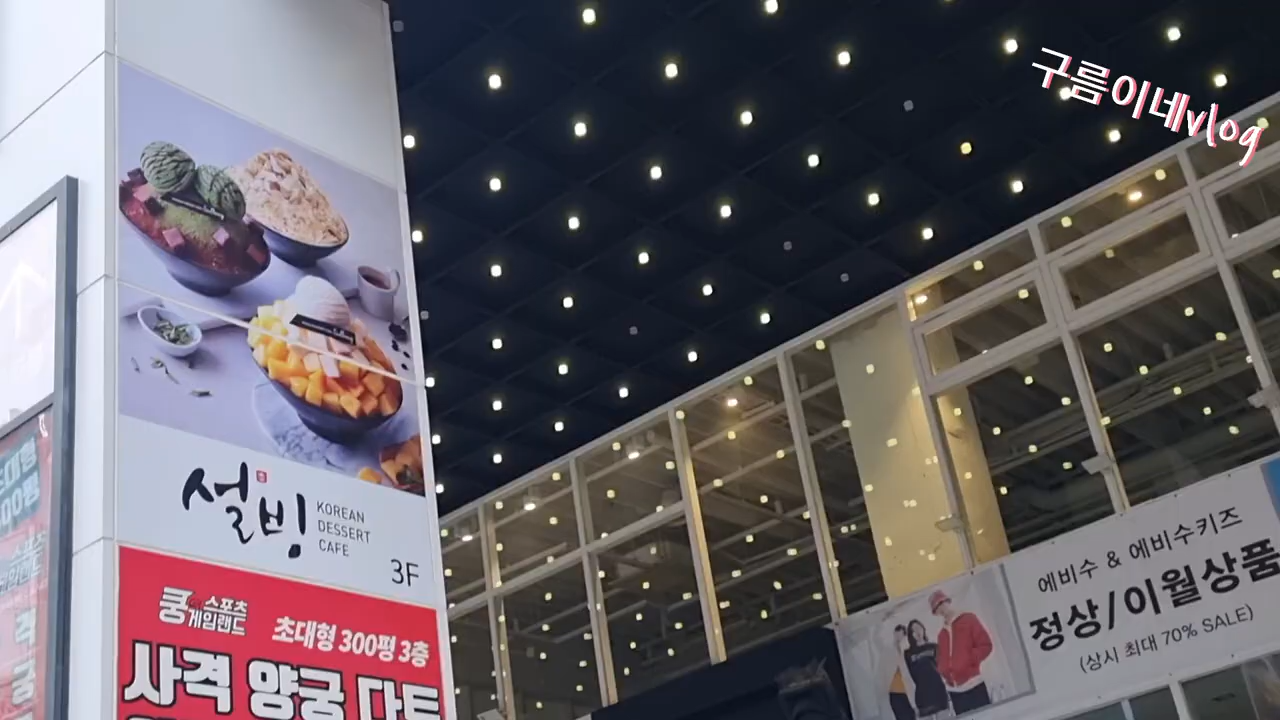 구름이네vlog
설빙
KOREAN
DESSERT
CAFE
3F
쿵스포츠
게임랜드
초대형 300평 3층
사격 양궁 다트
에비수 & 에비수키즈
정상/이월상품
(상시 최대 70% SALE)